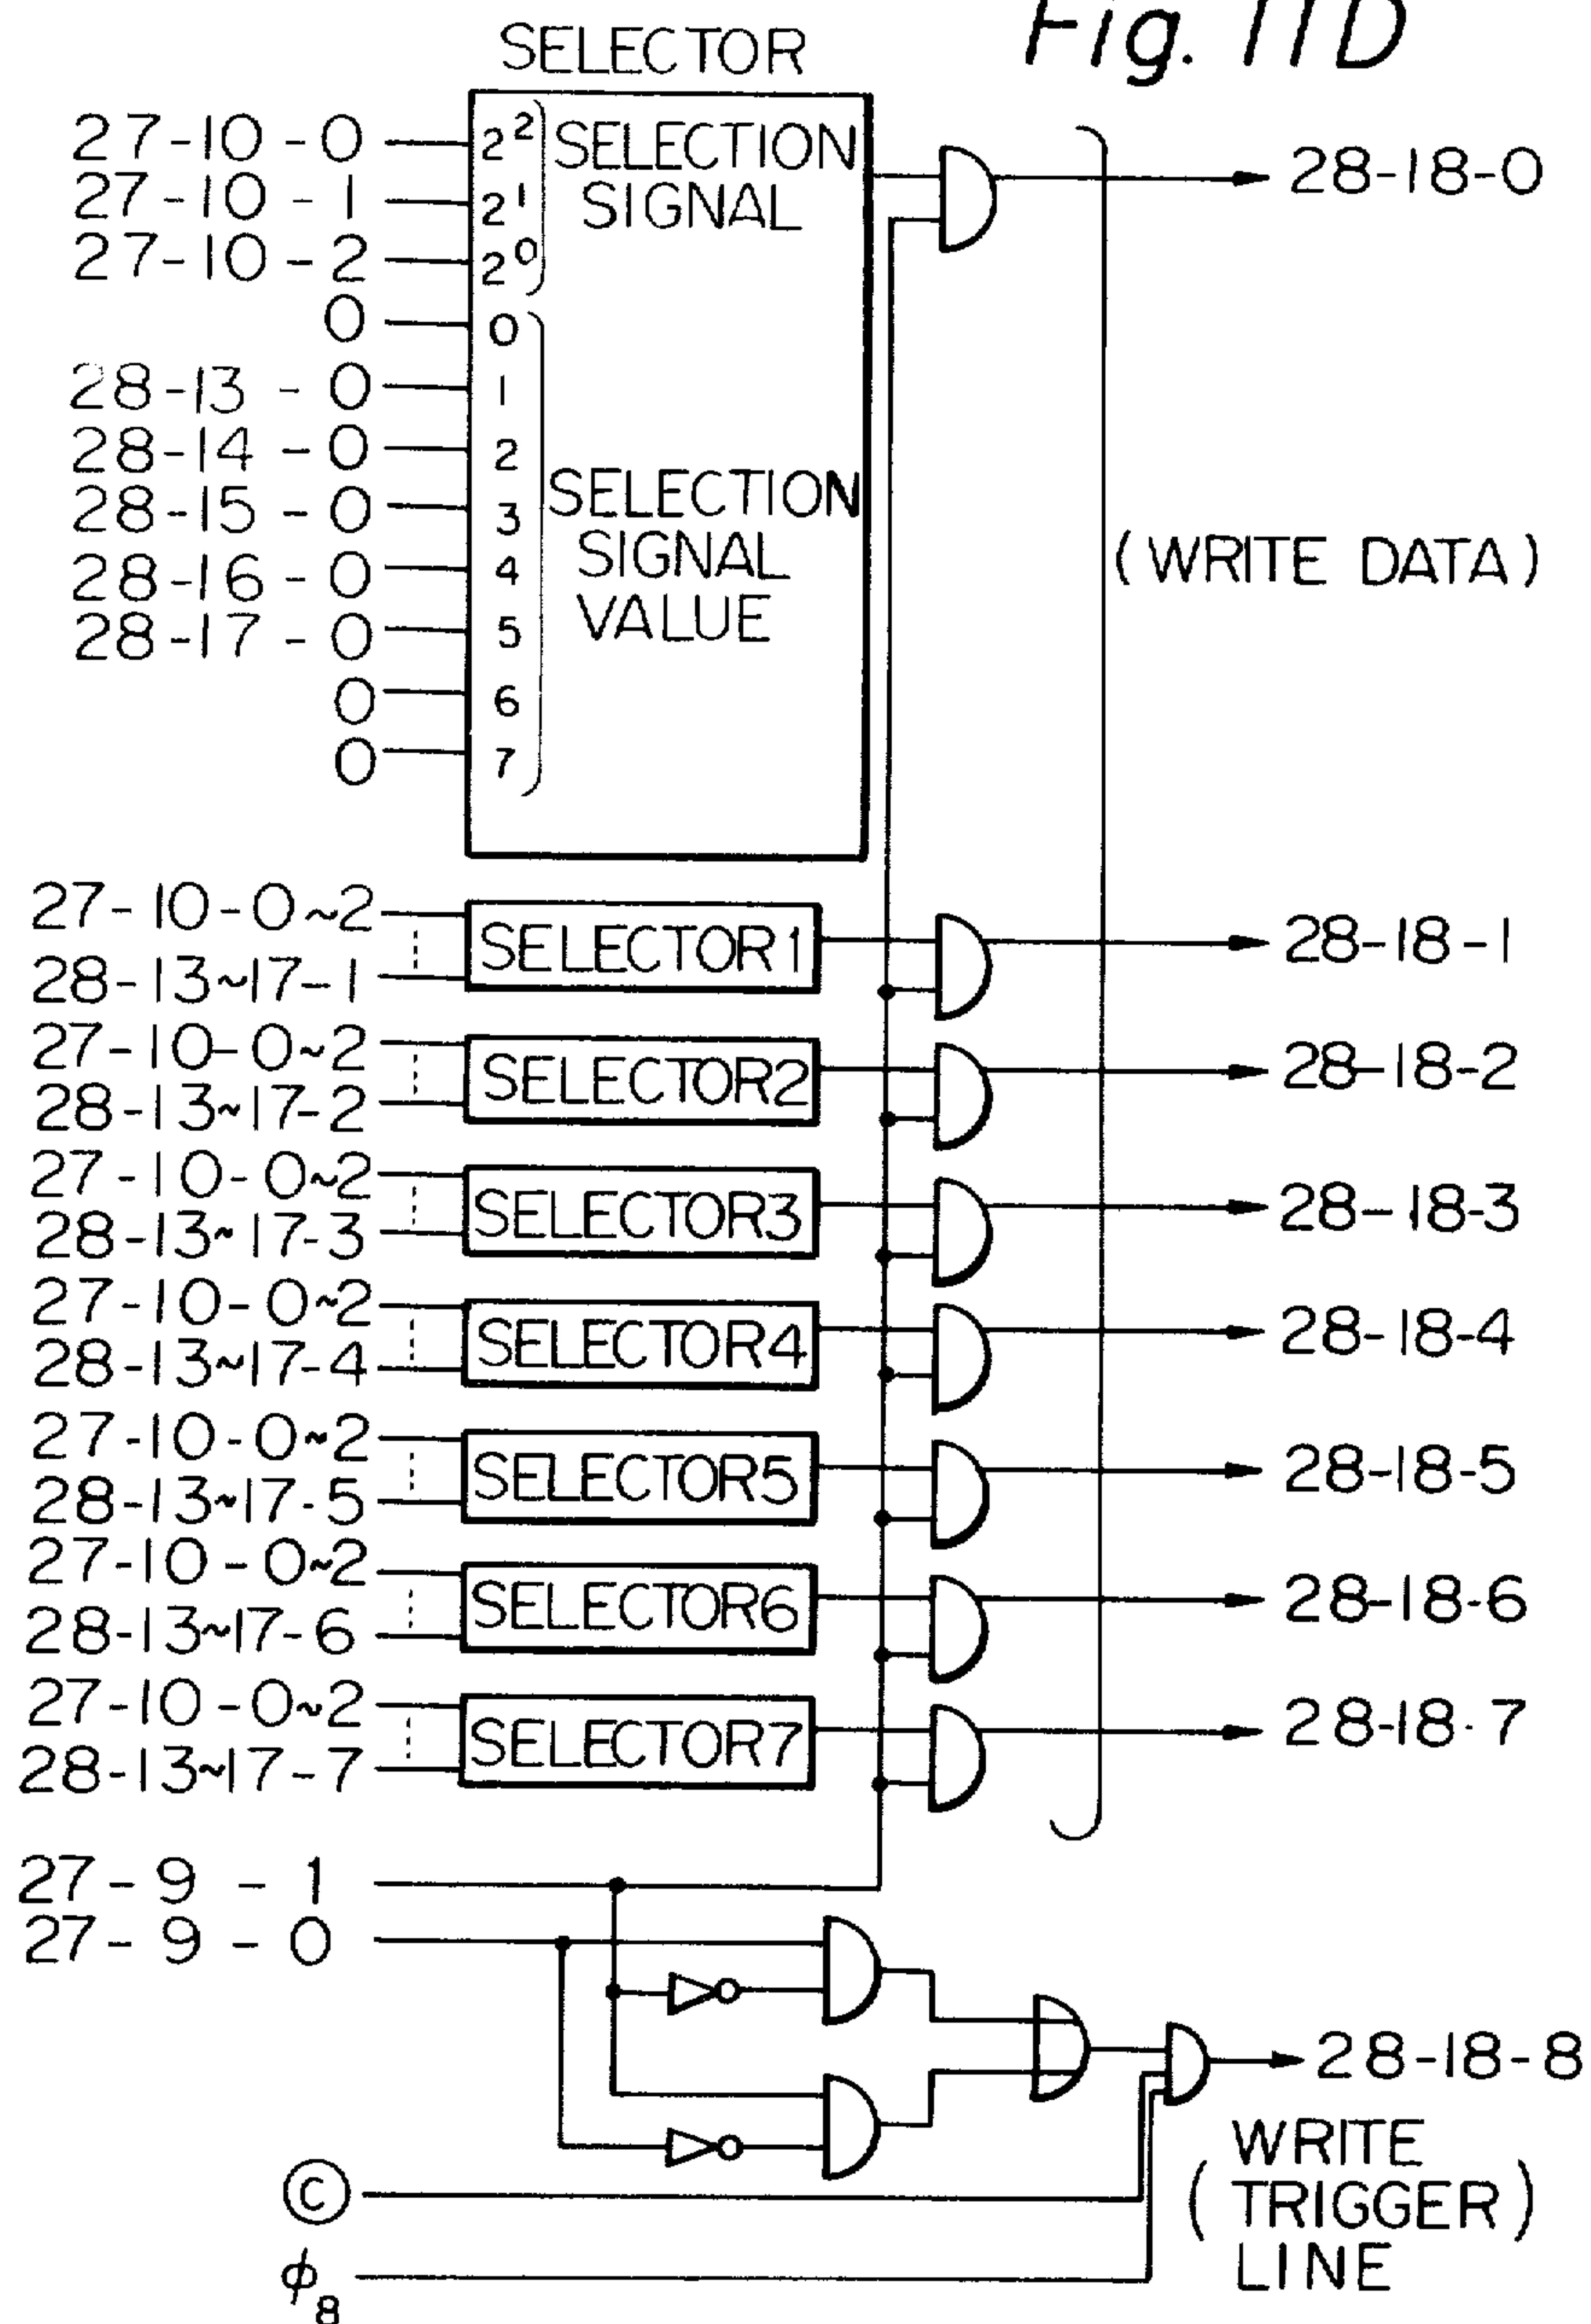 Fig. 11D
SELECTOR
27-10-0 2² SELECTION
27-10-1 2¹ SIGNAL
27-10-2 2⁰
0 0
28-13-0 1
28-14-0 2
28-15-0 3 SELECTION
28-16-0 4 SIGNAL
28-17-0 5 VALUE
0 6
0 7
28-18-0
(WRITE DATA)
27-10-0~2
28-13~17-1
SELECTOR1
28-18-1
27-10-0~2
28-13~17-2
SELECTOR2
28-18-2
27-10-0~2
28-13~17-3
SELECTOR3
28-18-3
27-10-0~2
28-13~17-4
SELECTOR4
28-18-4
27-10-0~2
28-13~17-5
SELECTOR5
28-18-5
27-10-0~2
28-13~17-6
SELECTOR6
28-18-6
27-10-0~2
28-13~17-7
SELECTOR7
28-18-7
27-9-1
27-9-0
28-18-8
(WRITE
TRIGGER)
LINE
Ⓒ
ϕ₈